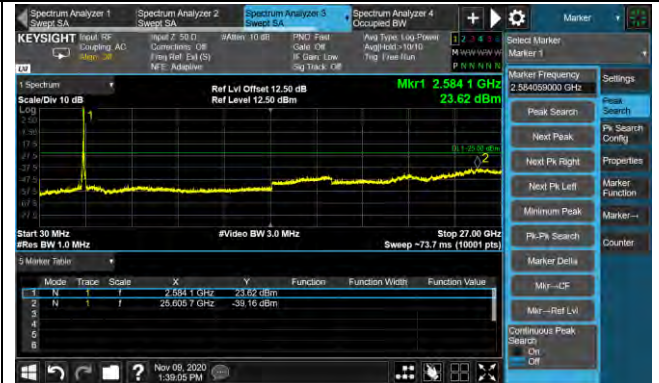 Spectrum Analyzer 1
Swept SA
Spectrum Analyzer 2
Swept SA
Spectrum Analyzer 3
Swept SA
Spectrum Analyzer 4
Occupied BW
Marker
KEYSIGHT
Input: RF
Coupling: AC
Align: Off
Input Z: 50 Ω
Corrections: Off
Freq Ref: Ext (S)
NFE: Adaptive
#Atten: 10 dB
PNO: Fast
Gate: Off
IF Gain: Low
Sig Track: Off
Avg Type: Log-Power
Avg|Hold:>10/10
Trig: Free Run
1 2 3 4 5 6
M W W W W W
P N N N N N
Select Marker
Marker 1
1 Spectrum
Scale/Div 10 dB
Ref Lvl Offset 12.50 dB
Ref Level 12.50 dBm
Mkr1 2.584 1 GHz
23.62 dBm
Log
1
2
Start 30 MHz
#Res BW 1.0 MHz
#Video BW 3.0 MHz
Stop 27.00 GHz
Sweep ~73.7 ms (10001 pts)
5 Marker Table
Mode Trace Scale X Y Function Function Width Function Value
1 N 1 f 2.584 1 GHz 23.62 dBm
2 N 1 f 25.605 7 GHz -39.16 dBm
3
4
5
6
Marker Frequency
2.584059000 GHz
Peak Search
Next Peak
Next Pk Right
Next Pk Left
Minimum Peak
Pk-Pk Search
Marker Delta
Mkr→CF
Mkr→Ref Lvl
Continuous Peak Search
On
Off
Settings
Peak Search
Pk Search Config
Properties
Marker Function
Marker→
Counter
Nov 09, 2020
1:39:05 PM